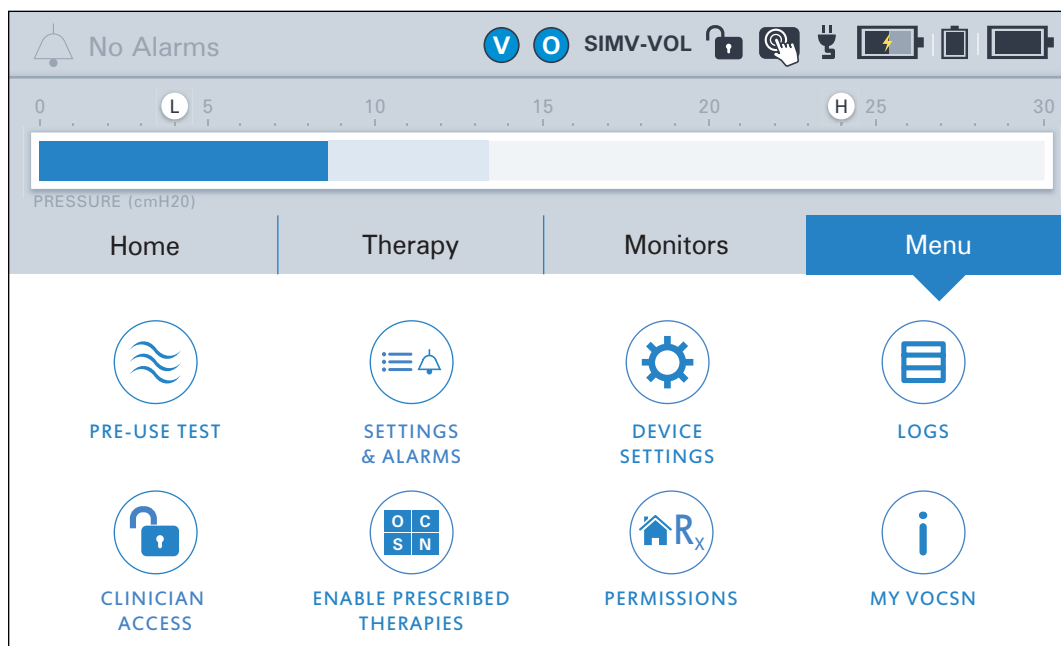 No Alarms
V O SIMV-VOL
0 L 5 10 15 20 H 25 30
PRESSURE (cmH20)
Home Therapy Monitors Menu
PRE-USE TEST
SETTINGS
& ALARMS
DEVICE
SETTINGS
LOGS
O C
S N
Rx
i
CLINICIAN
ACCESS
ENABLE PRESCRIBED
THERAPIES
PERMISSIONS
MY VOCSN